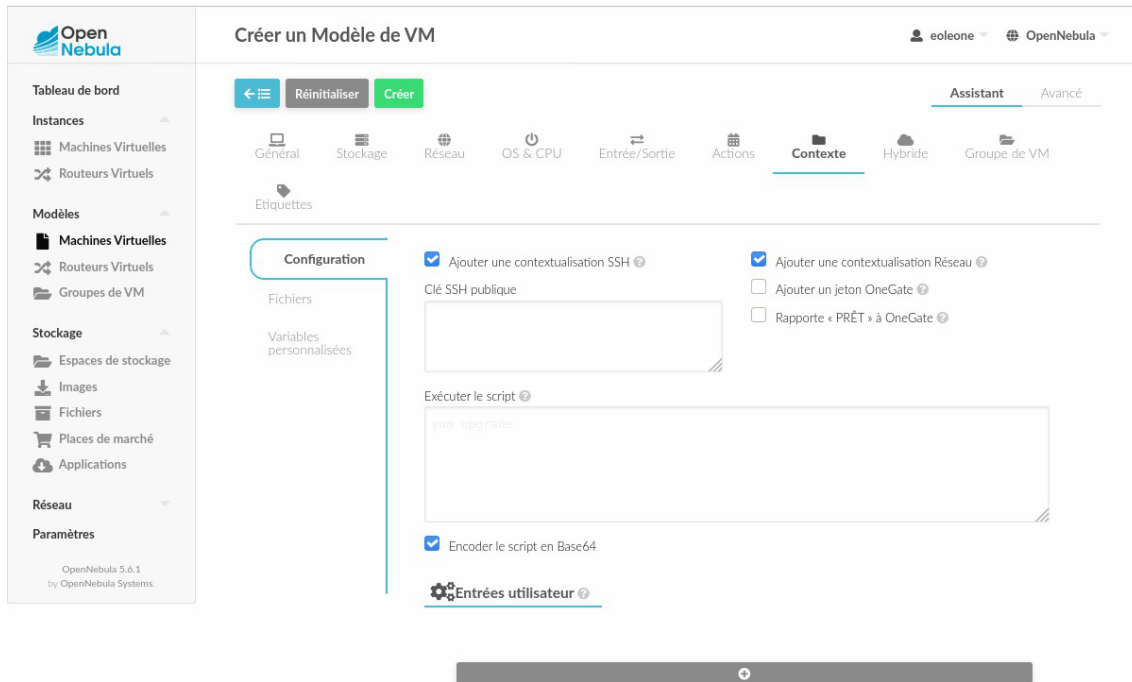 Open
Nebula
Créer un Modèle de VM
eoleone
OpenNebula
Tableau de bord
Instances
Machines Virtuelles
Routeurs Virtuels
Modèles
Machines Virtuelles
Routeurs Virtuels
Groupes de VM
Stockage
Espaces de stockage
Images
Fichiers
Places de marché
Applications
Réseau
Paramètres
OpenNebula 5.6.1
by OpenNebula Systems.
Réinitialiser
Créer
Assistant
Avancé
Général
Stockage
Réseau
OS & CPU
Entrée/Sortie
Actions
Contexte
Hybride
Groupe de VM
Etiquettes
Configuration
Fichiers
Variables
personnalisées
Ajouter une contextualisation SSH
Clé SSH publique
Ajouter une contextualisation Réseau
Ajouter un jeton OneGate
Rapporte « PRÊT » à OneGate
Exécuter le script
yum upgrade
Encoder le script en Base64
Entrées utilisateur